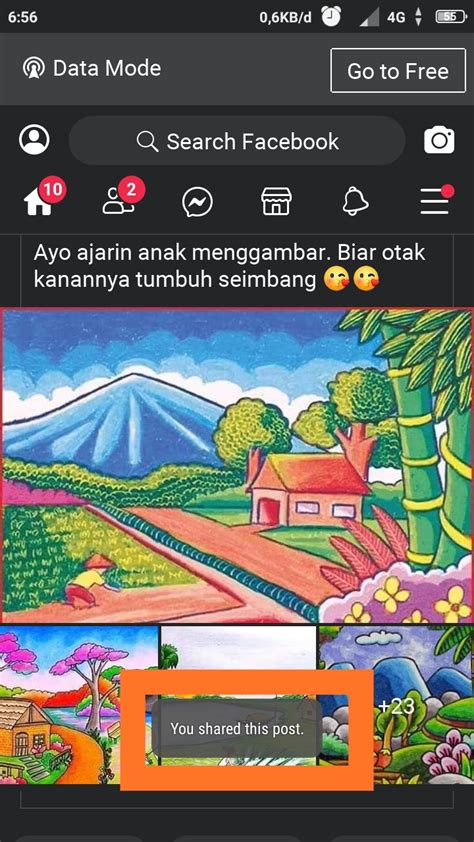 6:56
0,6KB/d
4G
55
Data Mode
Go to Free
Search Facebook
10
2
Ayo ajarin anak menggambar. Biar otak
kanannya tumbuh seimbang 😘😘
+23
You shared this post.